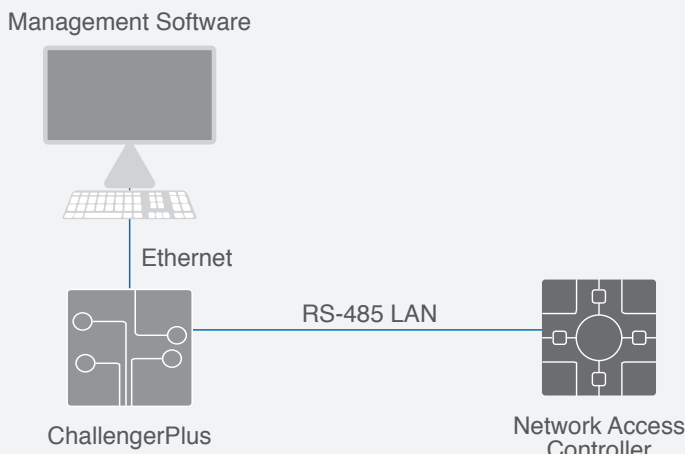 Management Software
Ethernet
RS-485 LAN
ChallengerPlus
Network Access
Controller